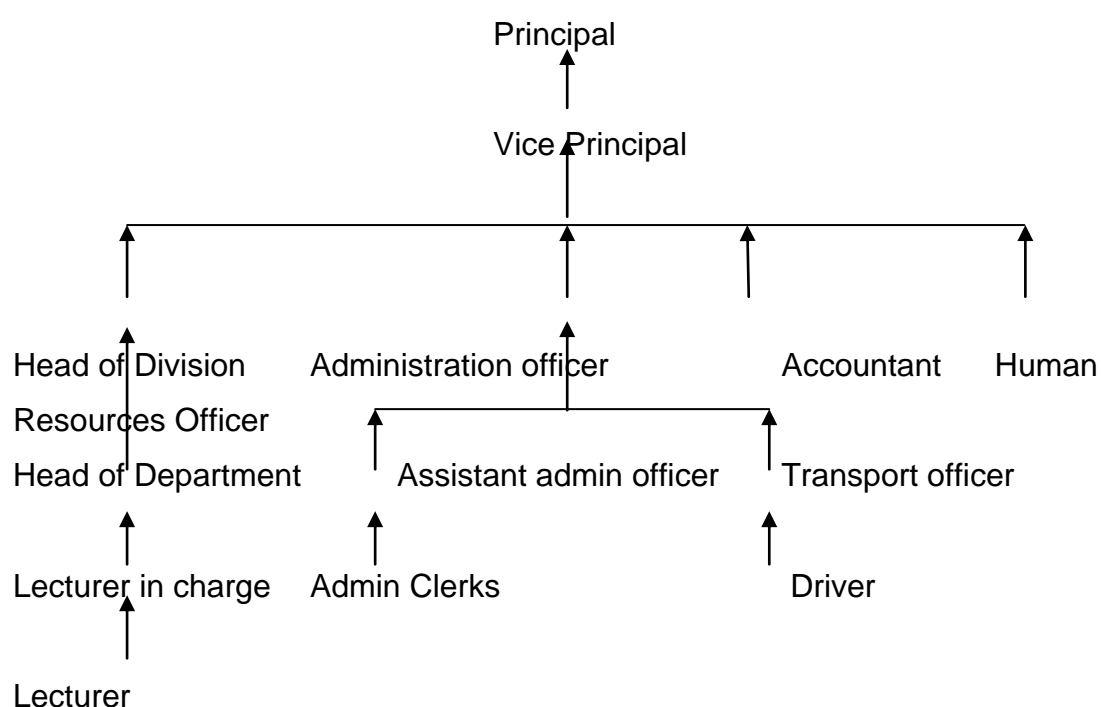 Principal
Vice Principal
Head of Division Administration officer Accountant Human
Resources Officer
Head of Department Assistant admin officer Transport officer
Lecturer in charge Admin Clerks Driver
Lecturer